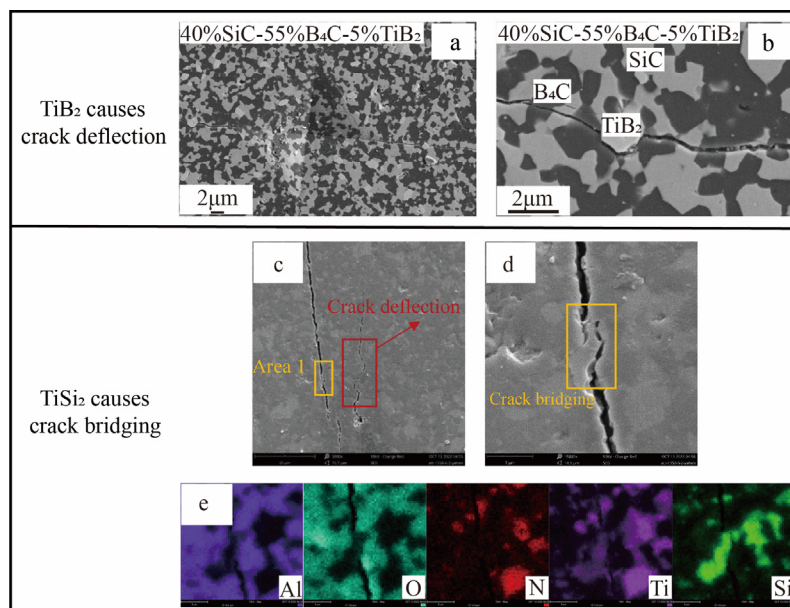 40%SiC-55%B₄C-5%TiB₂
a
2μm
40%SiC-55%B₄C-5%TiB₂
b
SiC
B₄C
TiB₂
2μm
TiB₂ causes
crack deflection
c
Crack deflection
Area 1
d
Crack bridging
TiSi₂ causes
crack bridging
e
Al
O
N
Ti
Si